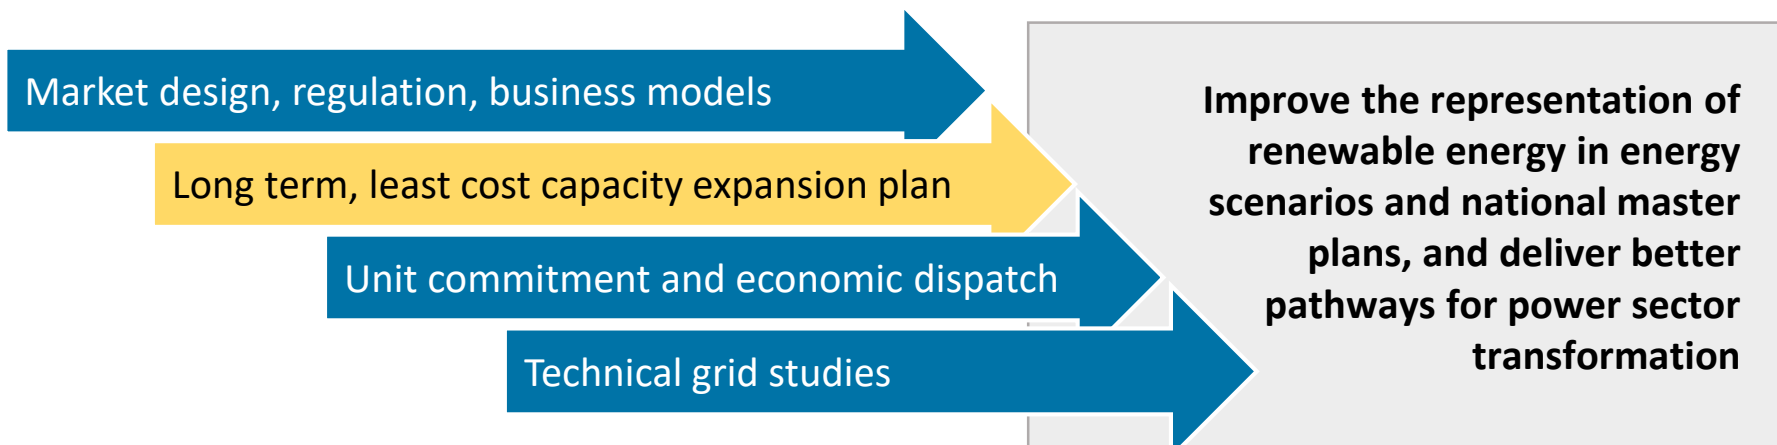 Market design, regulation, business models
Long term, least cost capacity expansion plan
Unit commitment and economic dispatch
Technical grid studies
Improve the representation of
renewable energy in energy
scenarios and national master
plans, and deliver better
pathways for power sector
transformation